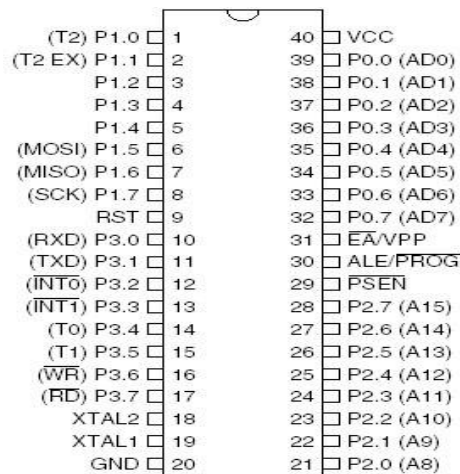 (T2) P1.0 1 40 VCC
(T2 EX) P1.1 2 39 P0.0 (AD0)
P1.2 3 38 P0.1 (AD1)
P1.3 4 37 P0.2 (AD2)
P1.4 5 36 P0.3 (AD3)
(MOSI) P1.5 6 35 P0.4 (AD4)
(MISO) P1.6 7 34 P0.5 (AD5)
(SCK) P1.7 8 33 P0.6 (AD6)
RST 9 32 P0.7 (AD7)
(RXD) P3.0 10 31 E̅A̅/VPP
(TXD) P3.1 11 30 ALE/P̅R̅O̅G̅
(I̅N̅T̅0̅) P3.2 12 29 P̅S̅E̅N̅
(I̅N̅T̅1̅) P3.3 13 28 P2.7 (A15)
(T0) P3.4 14 27 P2.6 (A14)
(T1) P3.5 15 26 P2.5 (A13)
(W̅R̅) P3.6 16 25 P2.4 (A12)
(R̅D̅) P3.7 17 24 P2.3 (A11)
XTAL2 18 23 P2.2 (A10)
XTAL1 19 22 P2.1 (A9)
GND 20 21 P2.0 (A8)